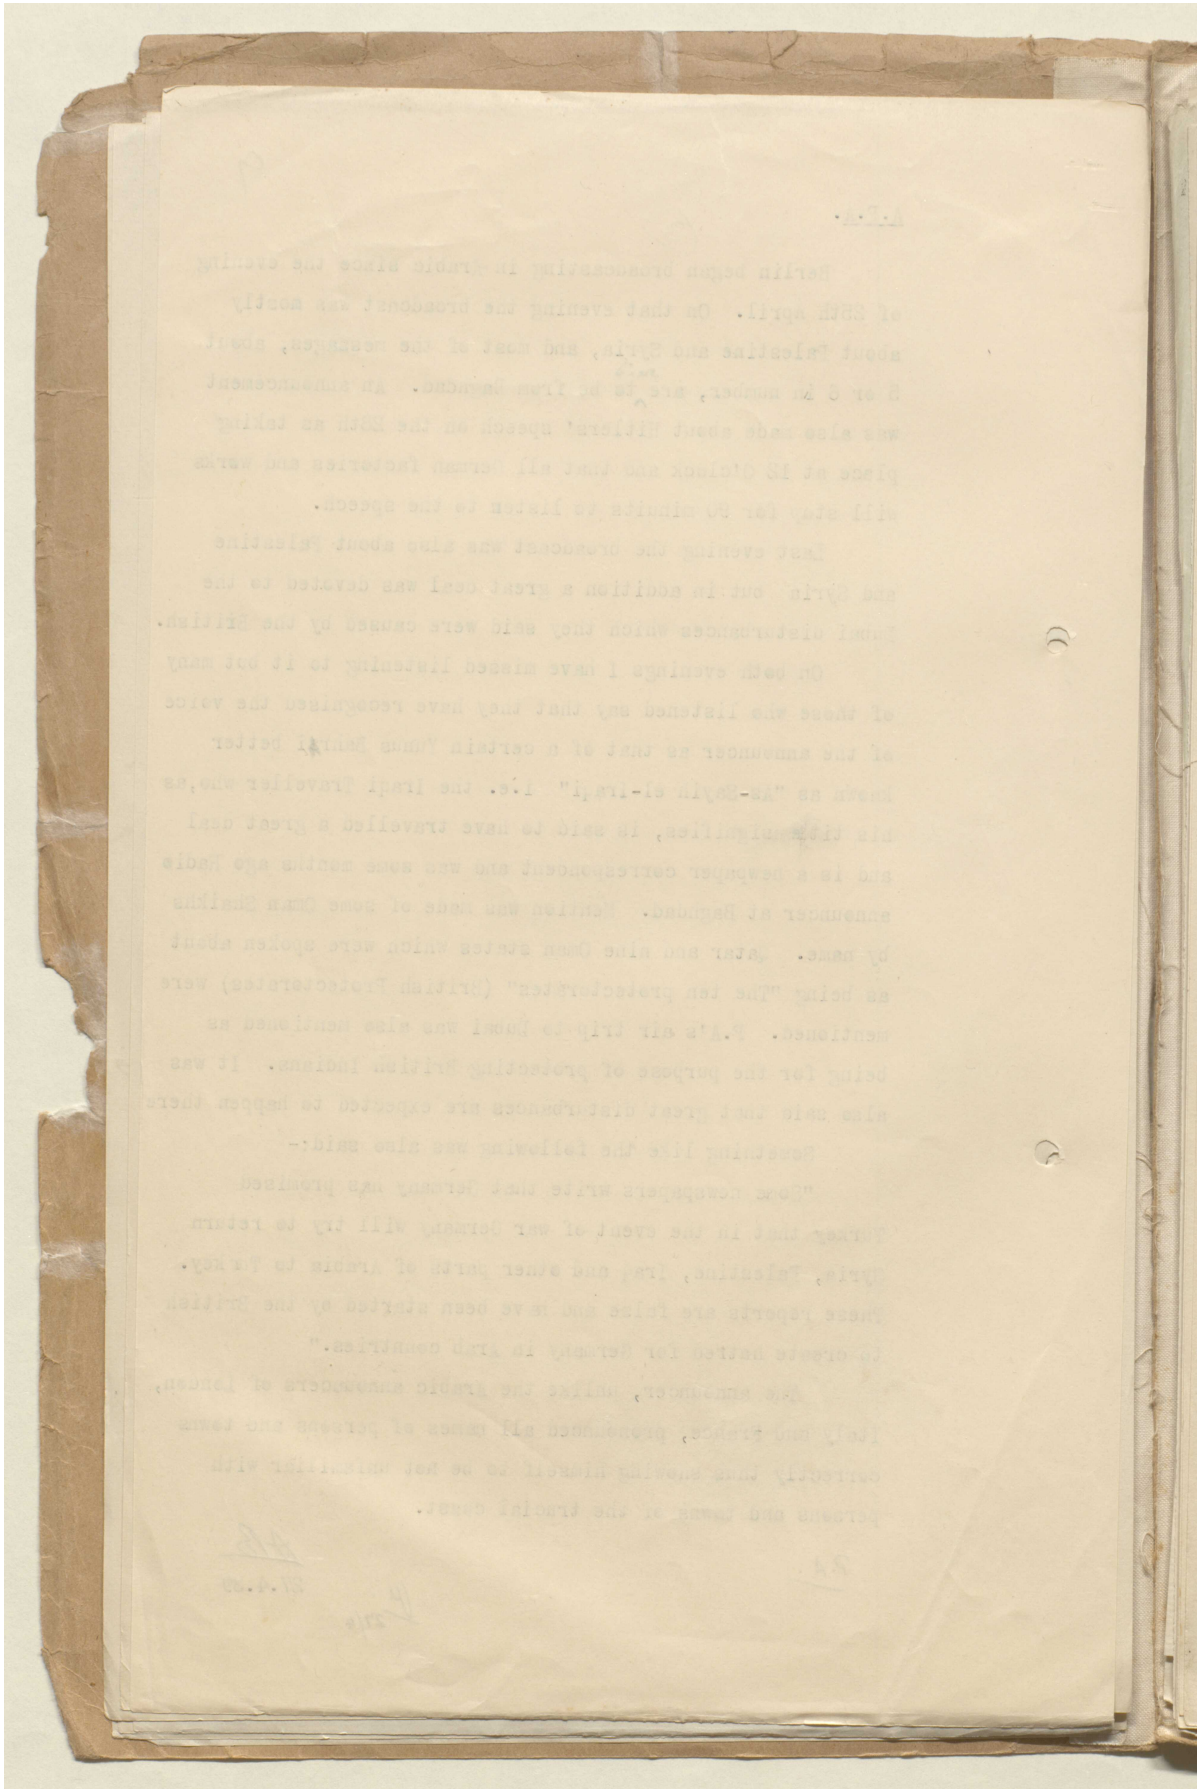 A.P.A.
Berlin began broadcasting in Arabic since the evening
of 25th April. On that evening the broadcast was mostly
about Palestine and Syria, and most of the messages, about
5 or 6 in number, are said to be from Baghdad. An announcement
was also made about Hitlers' speech on the 28th as taking
place at 12 O'clock and that all German factories and works
will stop for 90 minuits to listen to the speech.
Last evening the broadcast was also about Palestine
and Syria but in addition a great deal was devoted to the
Dubai disturbances which they said were caused by the British.
On both evenings I have missed listening to it but many
of those who listened say that they have recognised the voice
of the announcer as that of a certain Yunus Bahri better
known as "As-Sayih el-Iraqi" i.e. the Iraqi Traveller who, as
his title signifies, is said to have travelled a great deal
and is a newspaper correspondent and was some months ago Radio
announcer at Baghdad. Mention was made of some Oman Shaikhs
by name. Qatar and nine Oman states which were spoken about
as being "The ten protectorates" (British Protectorates) were
mentioned. P.A's air trip to Dubai was also mentioned as
being for the purpose of protecting British Indians. It was
also said that great disturbances are expected to happen there
Something like the following was also said:-
"Some newspapers write that Germany has promised
Turkey that in the event of war Germany will try to return
Syria, Palestine, Iraq and other parts of Arabia to Turkey.
These reports are false and have been started by the British
to create hatred for Germany in Arab countries."
The announcer, unlike the Arabic announcers of London,
Italy and France, pronounced all names of persons and towns
correctly thus showing himself to be not unfamiliar with
persons and towns of the Trucial Coast.
P.A.
27.4.39
27/4